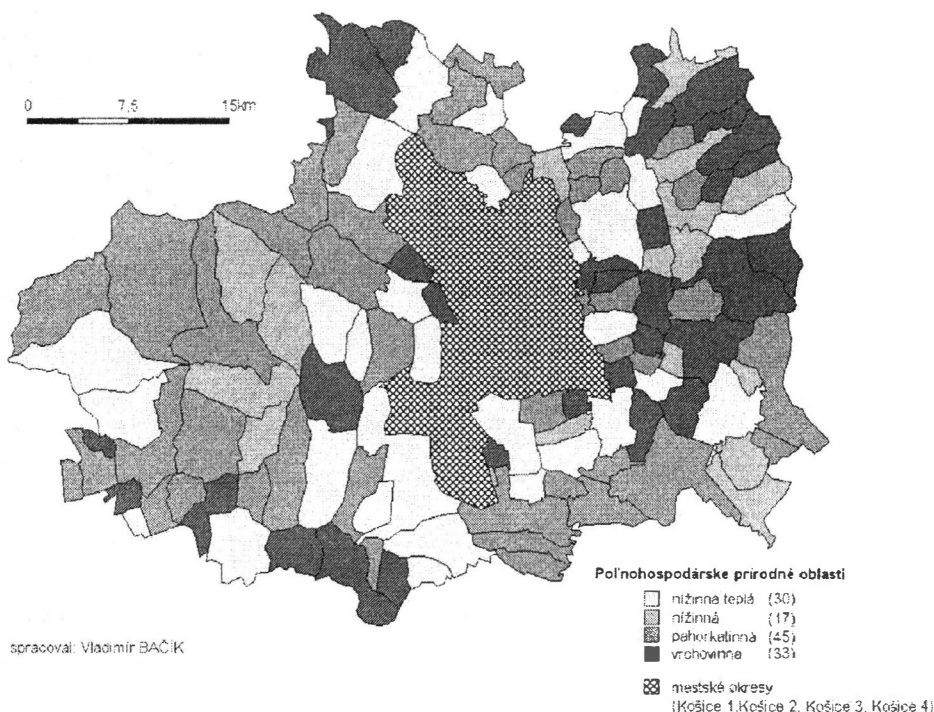 0 7,5 15km
Poľnohospodárske prírodné oblasti
nížinná teplá (30)
nížinná (17)
pahorkatinná (45)
vrchovinná (33)
mestské okresy
(Košice 1,Košice 2, Košice 3, Košice 4)
spracoval: Vladimír BAČÍK